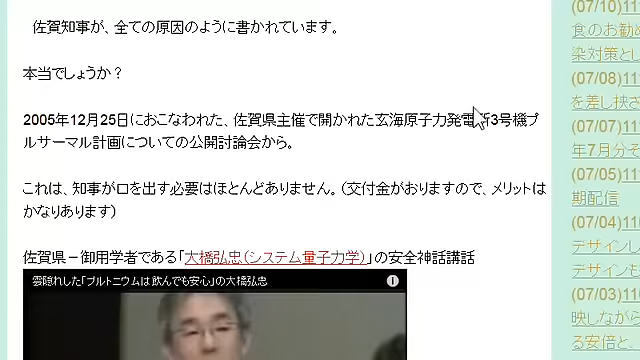 佐賀知事が、全ての原因のように書かれています。
本当でしょうか？
2005年12月25日におこなわれた、佐賀県主催で開かれた玄海原子力発電所3号機プ
ルサーマル計画についての公開討論会から。
これは、知事が口を出す必要はほとんどありません。（交付金がおりますので、メリットは
かなりあります）
佐賀県－御用学者である「大橋弘忠（システム量子力学）」の安全神話講話
雲隠れした「プルトニウムは飲んでも安心」の大橋弘忠
(07/10)11
食のお勧め
染対策とし
(07/08)11
を差し挟さ
(07/07)11
年7月分そ
(07/05)11
期配信
(07/04)11
デザインし
デザインも
(07/03)110
映しながら
る安倍と、